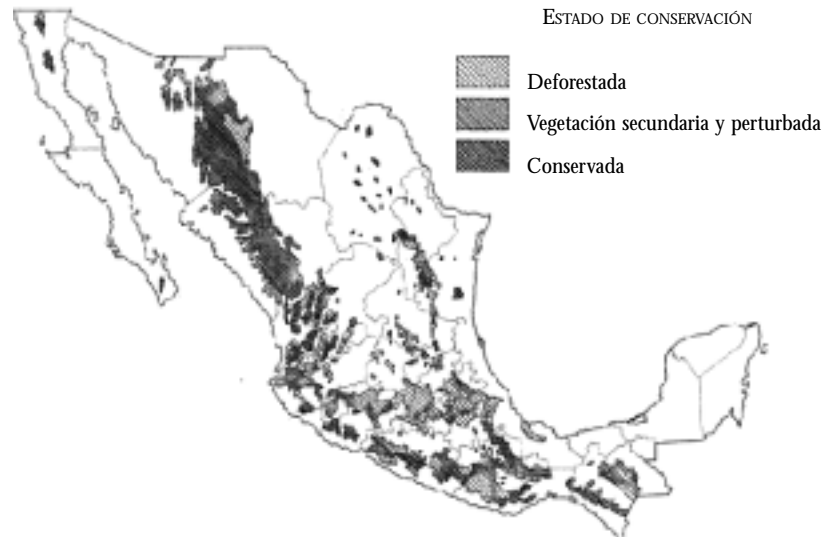 ESTADO DE CONSERVACIÓN
Deforestada
Vegetación secundaria y perturbada
Conservada